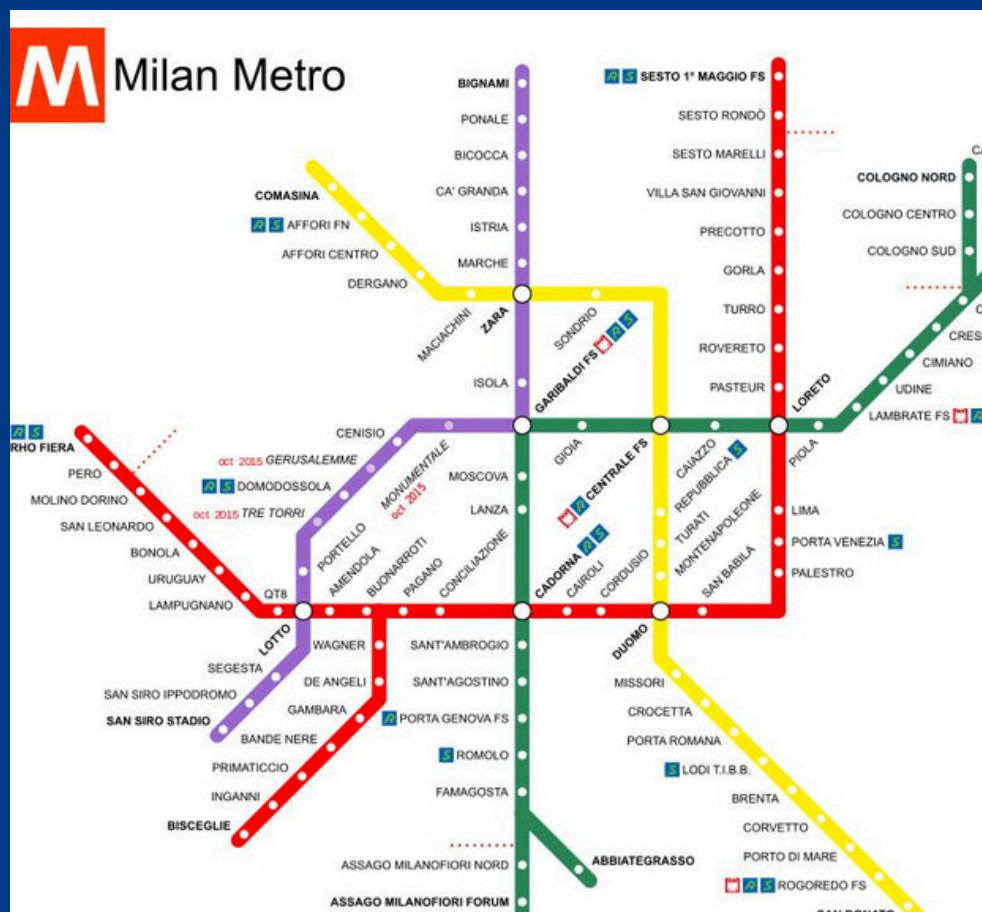 M Milan Metro
BIGNAMI
PONALE
BICOCCA
CA' GRANDA
ISTRIA
MARCHE
ZARA
ISOLA
GARIBALDI FS
R S SESTO 1° MAGGIO FS
SESTO RONDÒ
SESTO MARELLI
VILLA SAN GIOVANNI
PRECOTTO
GORLA
TURRO
ROVERETO
PASTEUR
LORETO
COLOGNO NORD
COLOGNO CENTRO
COLOGNO SUD
CIMIANO
UDINE
LAMBRATE FS
PIOLA
COMASINA
R S AFFORI FN
AFFORI CENTRO
DERGANO
MACIACHINI
SONDRIO
R S
R S
RHO FIERA
PERO
MOLINO DORINO
SAN LEONARDO
BONOLA
URUGUAY
LAMPUGNANO
QT8
LOTTO
CENISIO
oct 2015 GERUSALEMME
R S DOMODOSSOLA
oct 2015 TRE TORRI
MONUMENTALE
oct 2015
PORTELLO
AMENDOLA
BUONARROTI
PAGANO
CONCILIAZIONE
MOSCOVA
LANZA
CADORNA R S
CAIROLI
CORDUSIO
GIOIA
R CENTRALE FS
CAIAZZO
REPUBBLICA S
TURATI
MONTENAPOLEONE
SAN BABILA
LIMA
PORTA VENEZIA S
PALESTRO
DUOMO
SEGESTA
SAN SIRO IPPODROMO
SAN SIRO STADIO
WAGNER
DE ANGELI
GAMBARA
BANDE NERE
PRIMATICCIO
INGANNI
BISCEGLIE
SANT'AMBROGIO
SANT'AGOSTINO
R PORTA GENOVA FS
S ROMOLO
FAMAGOSTA
ABBIATEGRASSO
ASSAGO MILANOFIORI NORD
ASSAGO MILANOFIORI FORUM
MISSORI
CROCETTA
PORTA ROMANA
S LODI T.I.B.B.
BRENTA
CORVETTO
PORTO DI MARE
R S ROGOREDO FS